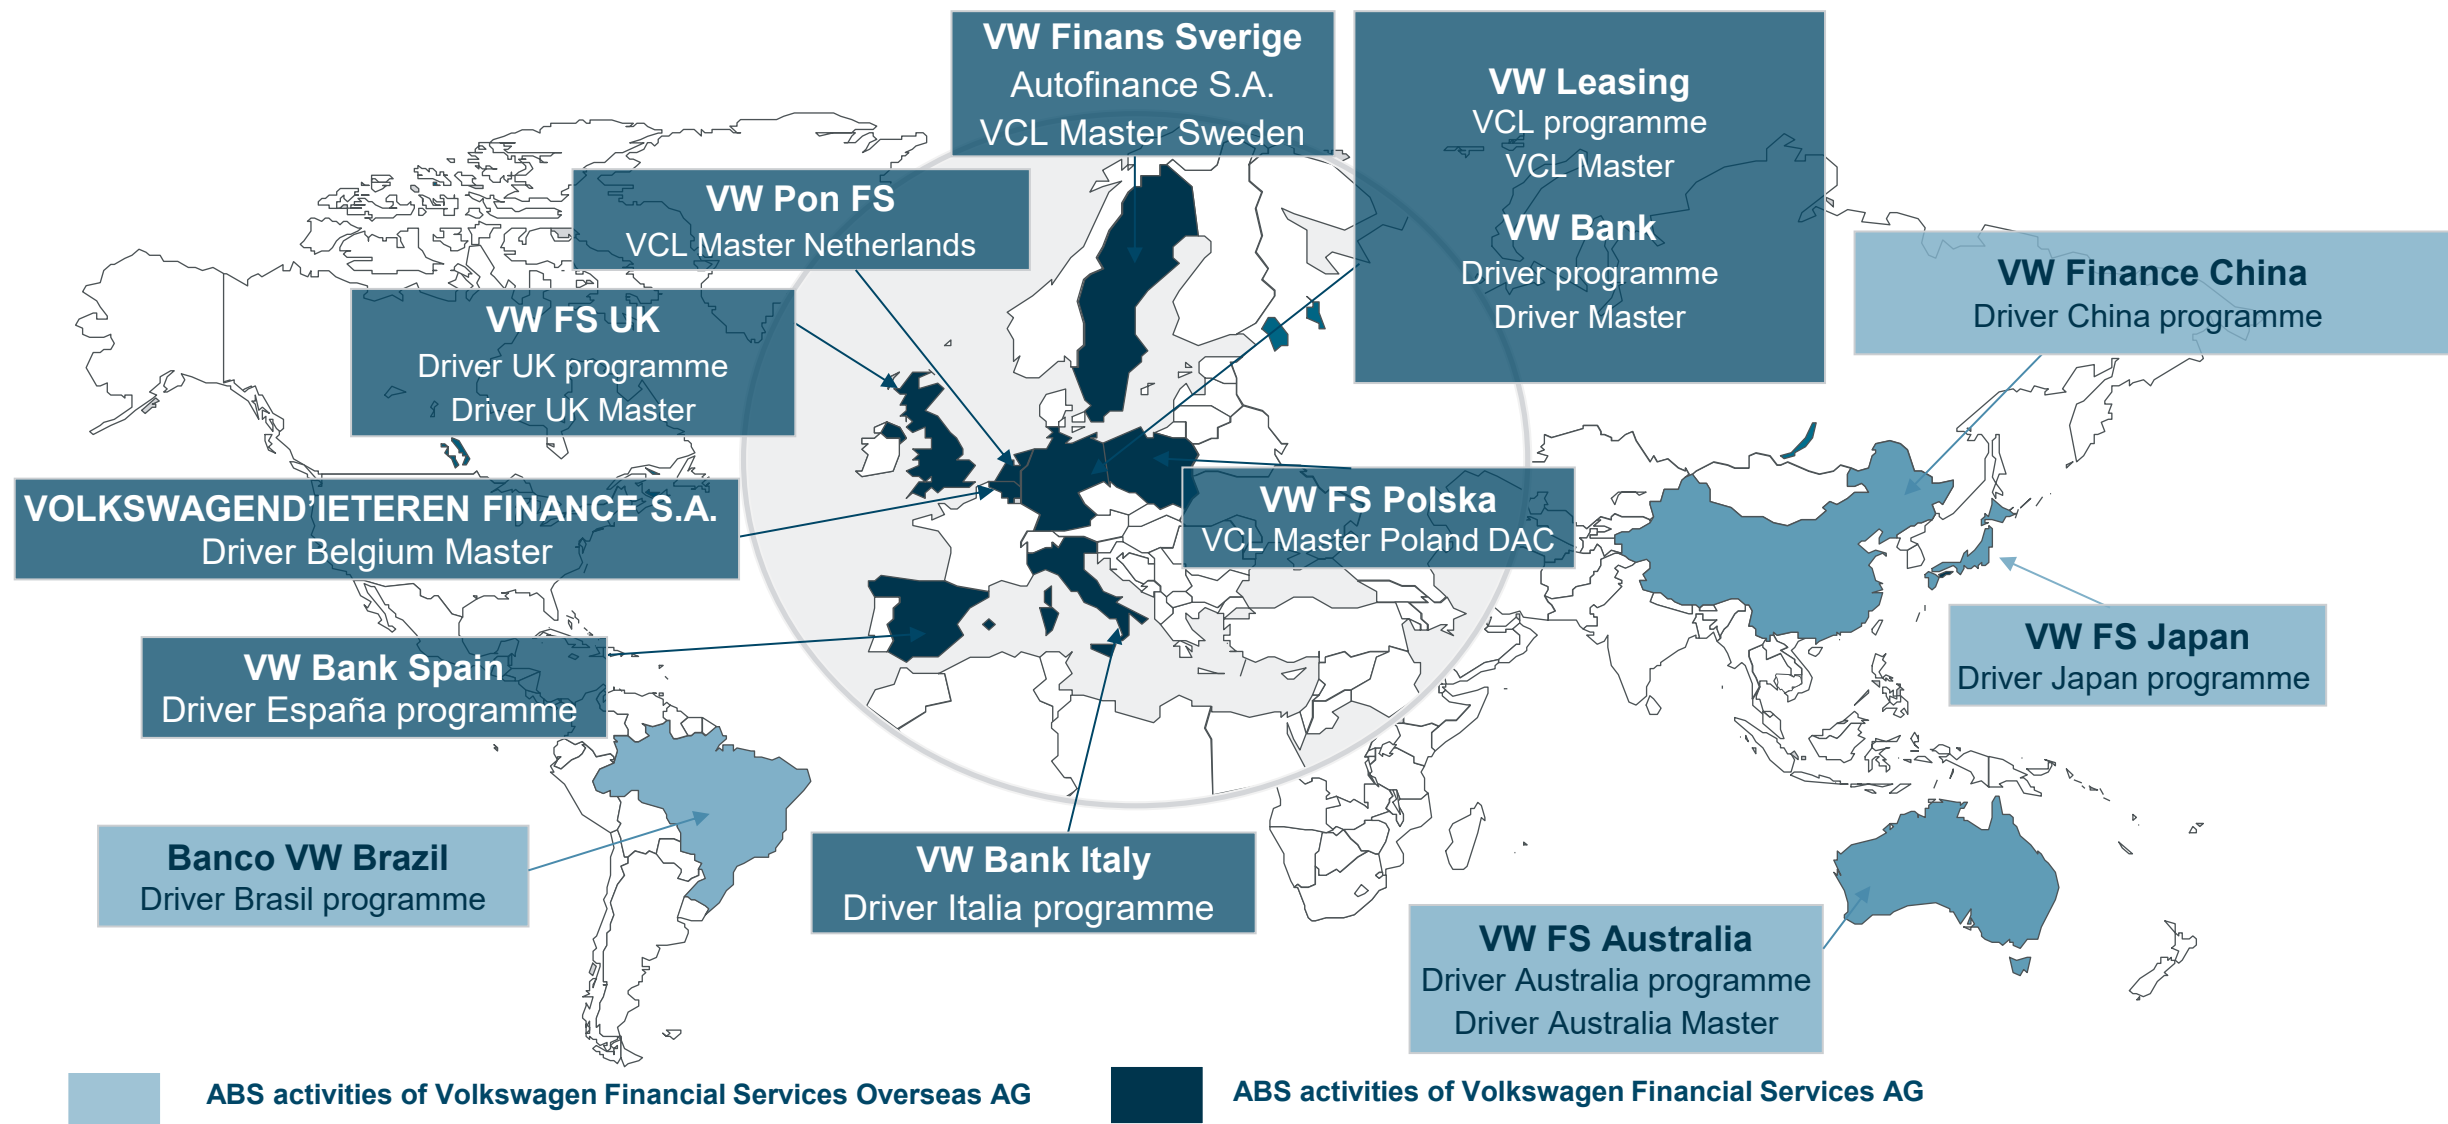 VW Finans Sverige
Autofinance S.A.
VCL Master Sweden
VW Leasing
VCL programme
VCL Master
VW Bank
Driver programme
Driver Master
VW Pon FS
VCL Master Netherlands
VW Finance China
Driver China programme
VW FS UK
Driver UK programme
Driver UK Master
VOLKSWAGEND'IETEREN FINANCE S.A.
Driver Belgium Master
VW FS Polska
VCL Master Poland DAC
VW FS Japan
Driver Japan programme
VW Bank Spain
Driver España programme
Banco VW Brazil
Driver Brasil programme
VW Bank Italy
Driver Italia programme
VW FS Australia
Driver Australia programme
Driver Australia Master
ABS activities of Volkswagen Financial Services Overseas AG
ABS activities of Volkswagen Financial Services AG